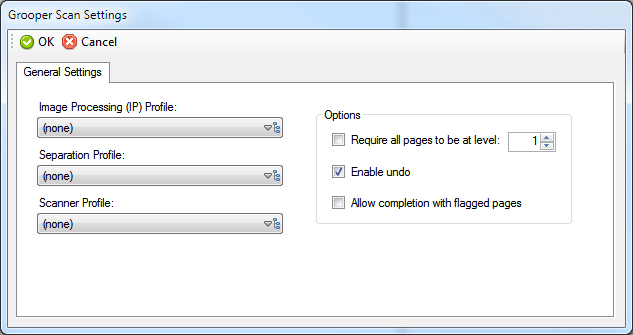 Grooper Scan Settings
OK Cancel
General Settings
Image Processing (IP) Profile:
(none)
Separation Profile:
(none)
Scanner Profile:
(none)
Options
Require all pages to be at level: 1
Enable undo
Allow completion with flagged pages